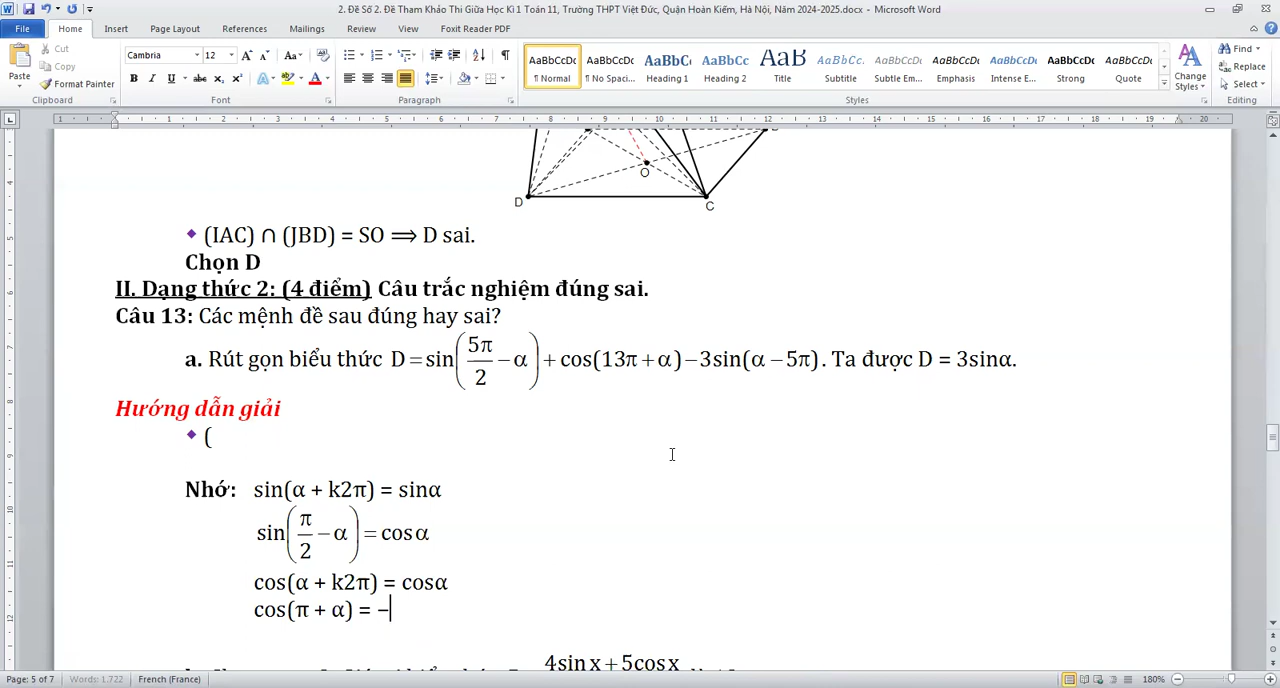 2. Đề Số 2. Đề Tham Khảo Thi Giữa Học Kì 1 Toán 11, Trường THPT Việt Đức, Quận Hoàn Kiếm, Hà Nội, Năm 2024-2025.docx - Microsoft Word
File Home Insert Page Layout References Mailings Review View Foxit Reader PDF
Cut
Copy
Format Painter
Paste
Cambria 12
AaBbCcDc AaBbCcDc AaBbC AaBbCc AaB AaBbCc. AaBbCcDc AaBbCcDc AaBbCcDc AaBbCcDc AaBbCcDc
¶ Normal ¶ No Spaci... Heading 1 Heading 2 Title Subtitle Subtle Em... Emphasis Intense E... Strong Quote
Change Styles
Find
Replace
Select
Clipboard Font Paragraph Styles Editing
O
D C
(IAC) ∩ (JBD) = SO ⟹ D sai.
Chọn D
II. Dạng thức 2: (4 điểm) Câu trắc nghiệm đúng sai.
Câu 13: Các mệnh đề sau đúng hay sai?
a. Rút gọn biểu thức D = sin(5π/2 − α) + cos(13π + α) − 3sin(α − 5π). Ta được D = 3sinα.
Hướng dẫn giải
(
Nhớ: sin(α + k2π) = sinα
sin(π/2 − α) = cosα
cos(α + k2π) = cosα
cos(π + α) = −
4sinx + 5cosx
Page: 5 of 7 Words: 1.722 French (France) 180%